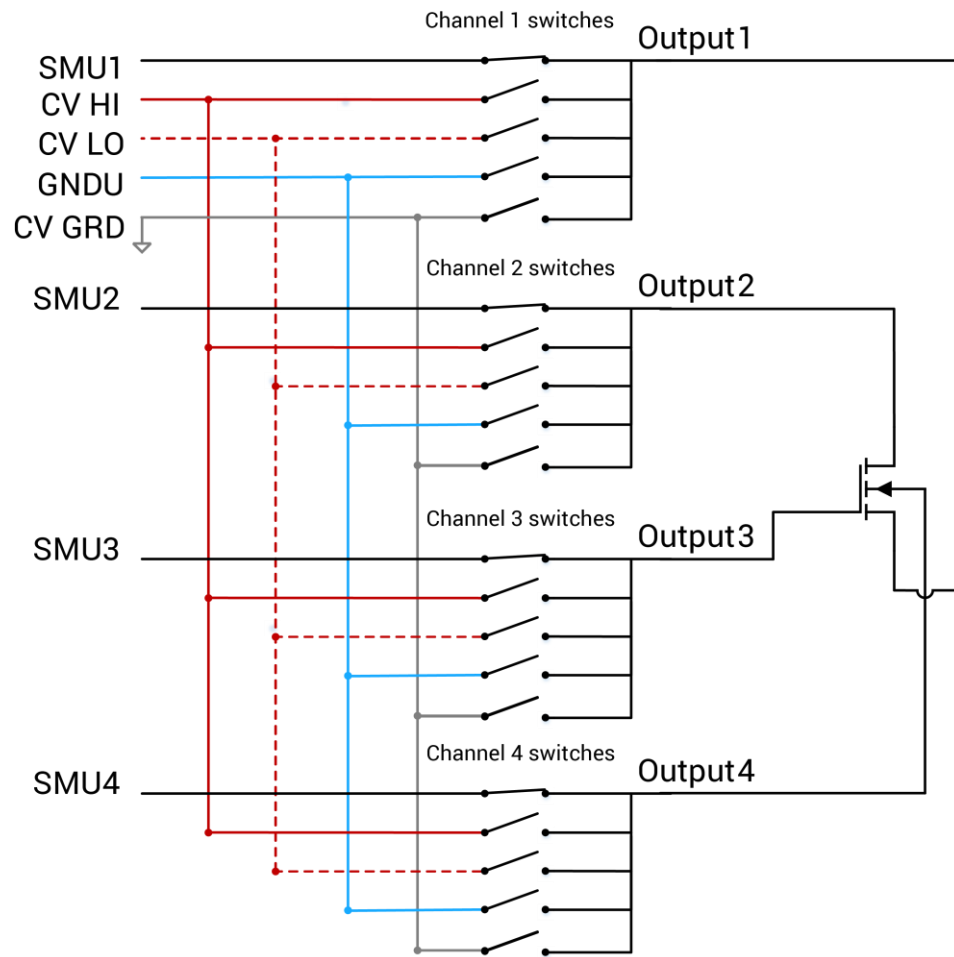 Channel 1 switches
Output1
SMU1
CV HI
CV LO
GNDU
CV GRD
Channel 2 switches
Output2
SMU2
Channel 3 switches
Output3
SMU3
Channel 4 switches
Output4
SMU4